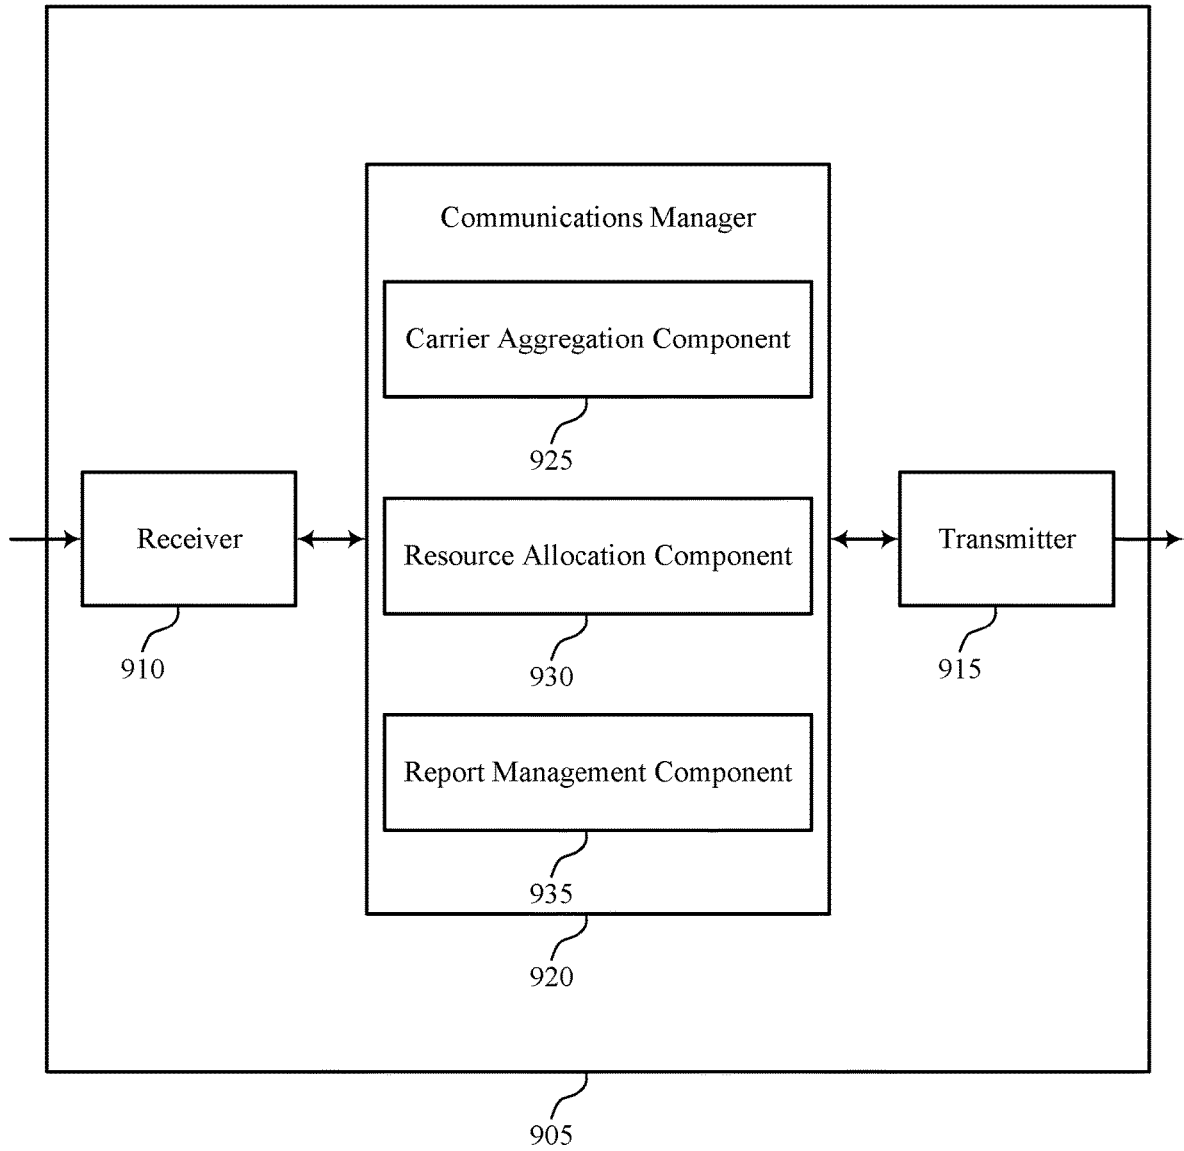 Communications Manager
Carrier Aggregation Component
925
Receiver
910
Resource Allocation Component
930
Transmitter
915
Report Management Component
935
920
905